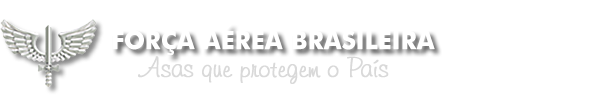 FORÇA AÉREA BRASILEIRA
Asas que protegem o País